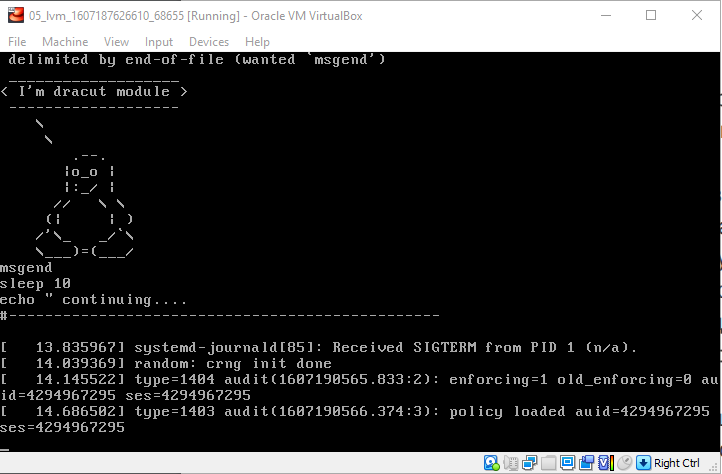 05_lvm_1607187626610_68655 [Running] - Oracle VM VirtualBox
File Machine View Input Devices Help
delimited by end-of-file (wanted `msgend')
 ___________________
< I'm dracut module >
 -------------------
    \
     \
        .--.
       |o_o |
       |:_/ |
      //   \ \
     (|     | )
    /'\_   _/`\
    \___)=(___/
msgend
sleep 10
echo " continuing....
#------------------------------------------------
[   13.835967] systemd-journald[85]: Received SIGTERM from PID 1 (n/a).
[   14.039369] random: crng init done
[   14.145522] type=1404 audit(1607190565.833:2): enforcing=1 old_enforcing=0 au
id=4294967295 ses=4294967295
[   14.686502] type=1403 audit(1607190566.374:3): policy loaded auid=4294967295
ses=4294967295
_
Right Ctrl